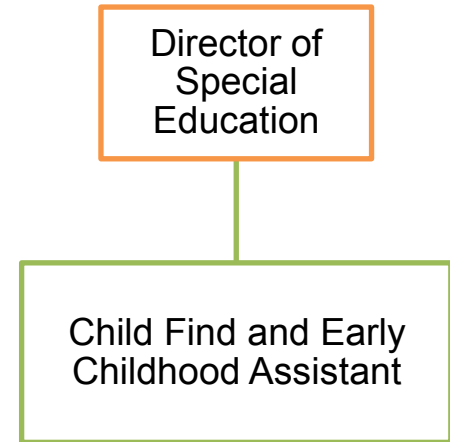 Director of
Special
Education
Child Find and Early
Childhood Assistant